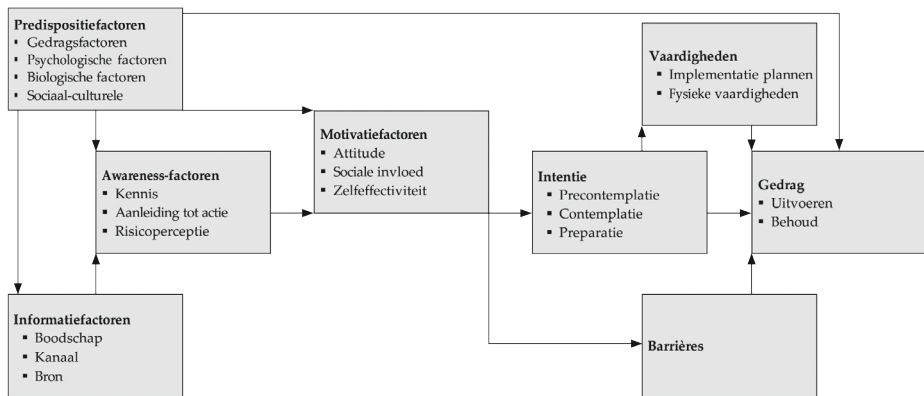 Predispositiefactoren
▪ Gedragsfactoren
▪ Psychologische factoren
▪ Biologische factoren
▪ Sociaal-culturele
Awareness-factoren
▪ Kennis
▪ Aanleiding tot actie
▪ Risicoperceptie
Informatiefactoren
▪ Boodschap
▪ Kanaal
▪ Bron
Motivatiefactoren
▪ Attitude
▪ Sociale invloed
▪ Zelfeffectiviteit
Intentie
▪ Precontemplatie
▪ Contemplatie
▪ Preparatie
Vaardigheden
▪ Implementatie plannen
▪ Fysieke vaardigheden
Gedrag
▪ Uitvoeren
▪ Behoud
Barrières